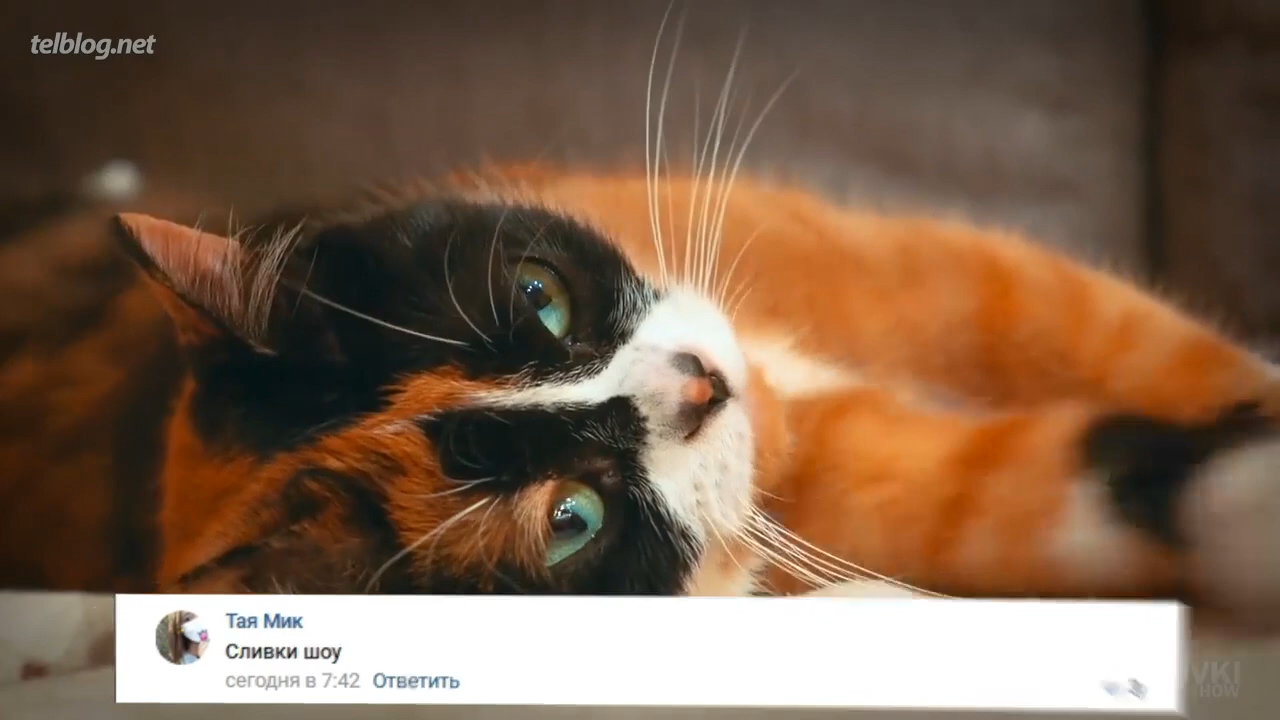 telblog.net
Тая Мик
Сливки шоу
сегодня в 7:42 Ответить